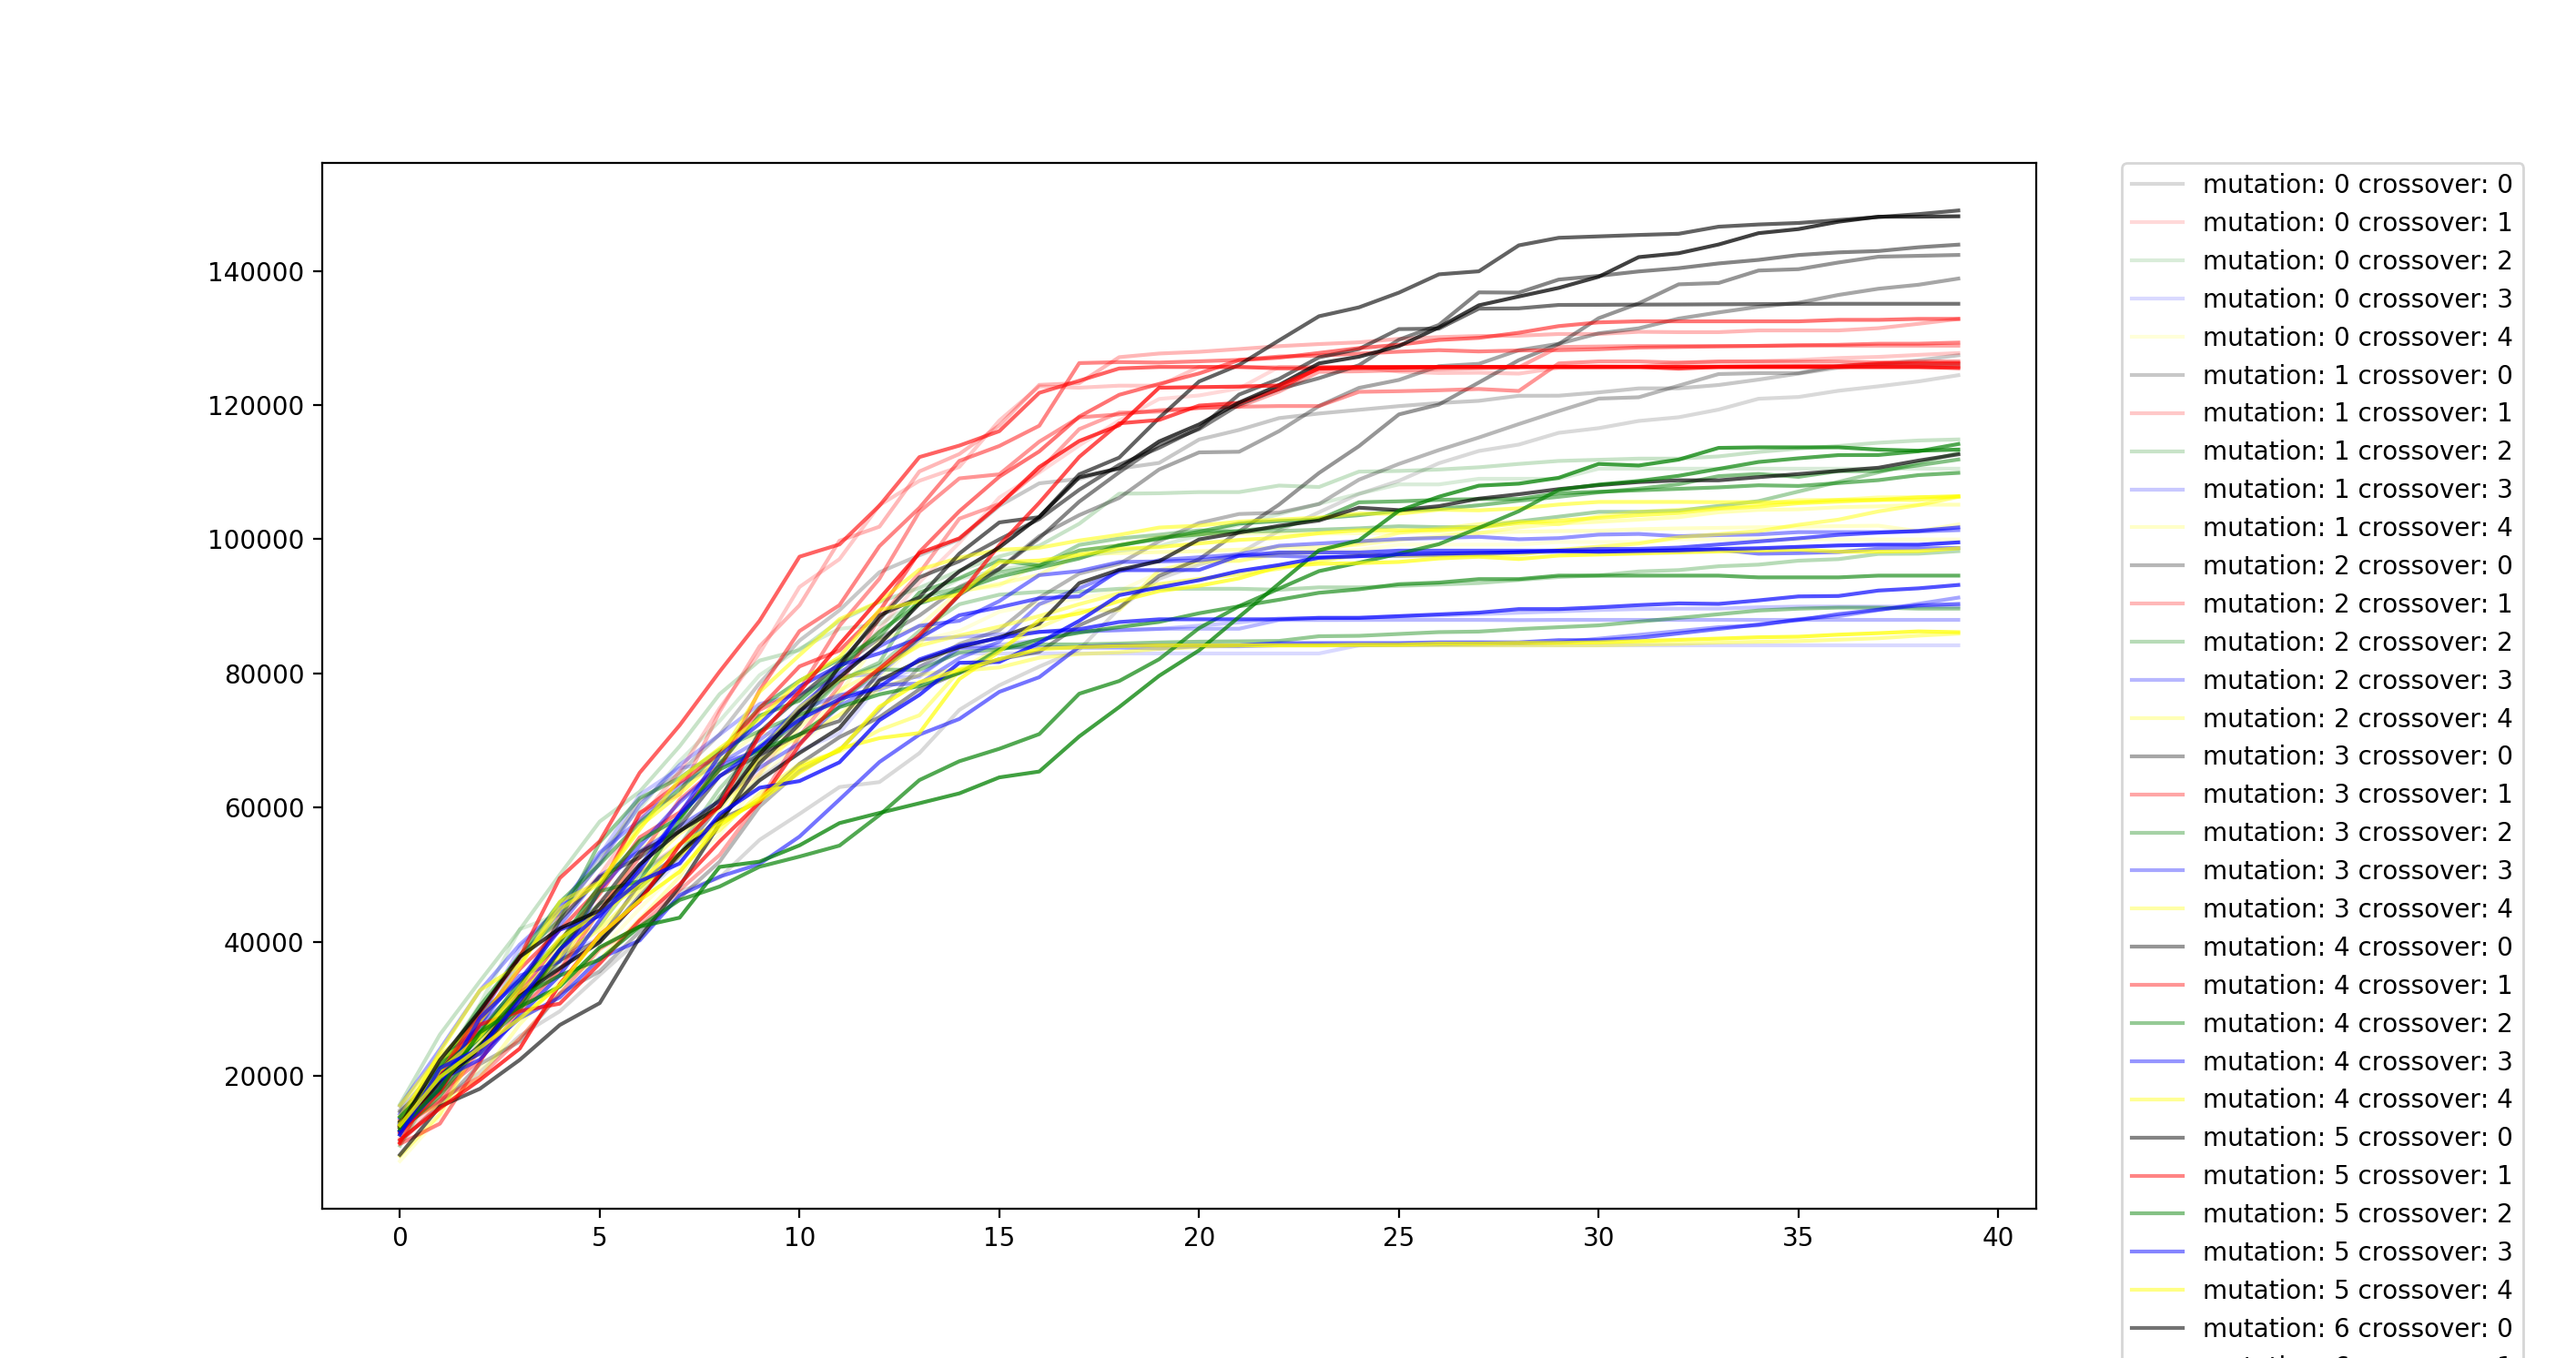 140000
120000
100000
80000
60000
40000
20000
0 5 10 15 20 25 30 35 40
mutation: 0 crossover: 0
mutation: 0 crossover: 1
mutation: 0 crossover: 2
mutation: 0 crossover: 3
mutation: 0 crossover: 4
mutation: 1 crossover: 0
mutation: 1 crossover: 1
mutation: 1 crossover: 2
mutation: 1 crossover: 3
mutation: 1 crossover: 4
mutation: 2 crossover: 0
mutation: 2 crossover: 1
mutation: 2 crossover: 2
mutation: 2 crossover: 3
mutation: 2 crossover: 4
mutation: 3 crossover: 0
mutation: 3 crossover: 1
mutation: 3 crossover: 2
mutation: 3 crossover: 3
mutation: 3 crossover: 4
mutation: 4 crossover: 0
mutation: 4 crossover: 1
mutation: 4 crossover: 2
mutation: 4 crossover: 3
mutation: 4 crossover: 4
mutation: 5 crossover: 0
mutation: 5 crossover: 1
mutation: 5 crossover: 2
mutation: 5 crossover: 3
mutation: 5 crossover: 4
mutation: 6 crossover: 0